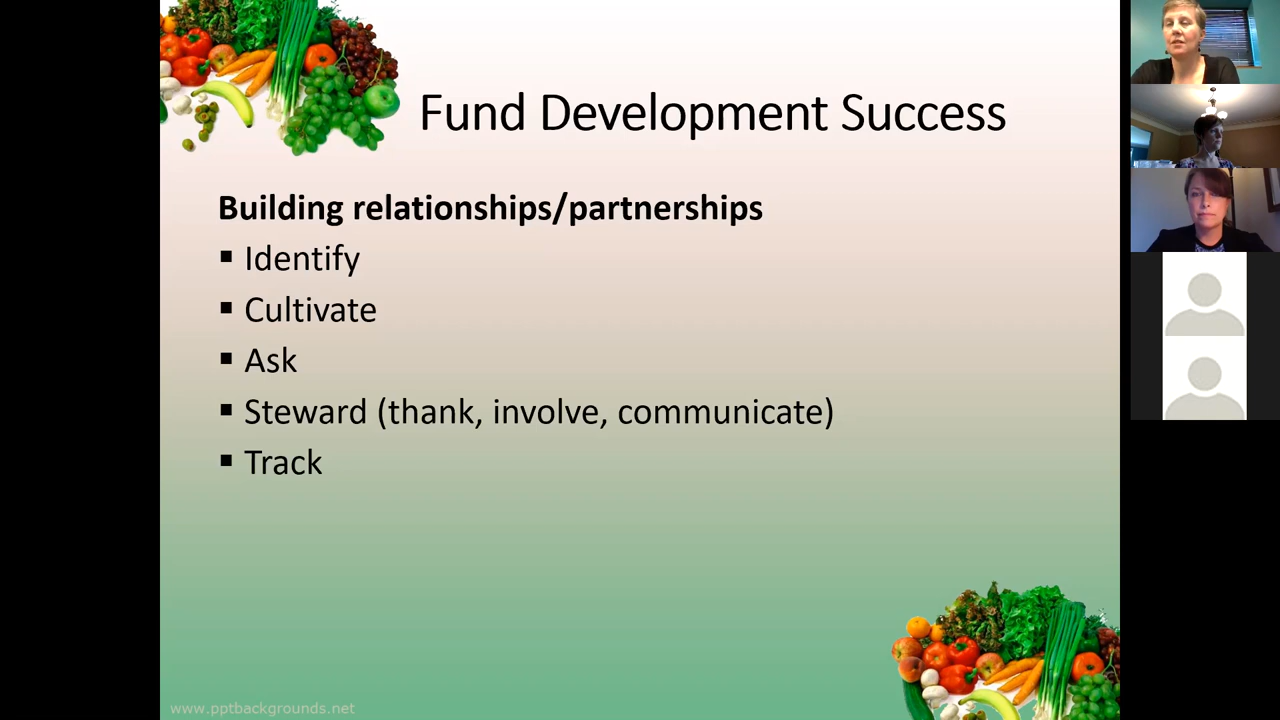 Fund Development Success
Building relationships/partnerships
▪ Identify
▪ Cultivate
▪ Ask
▪ Steward (thank, involve, communicate)
▪ Track
www.pptbackgrounds.net